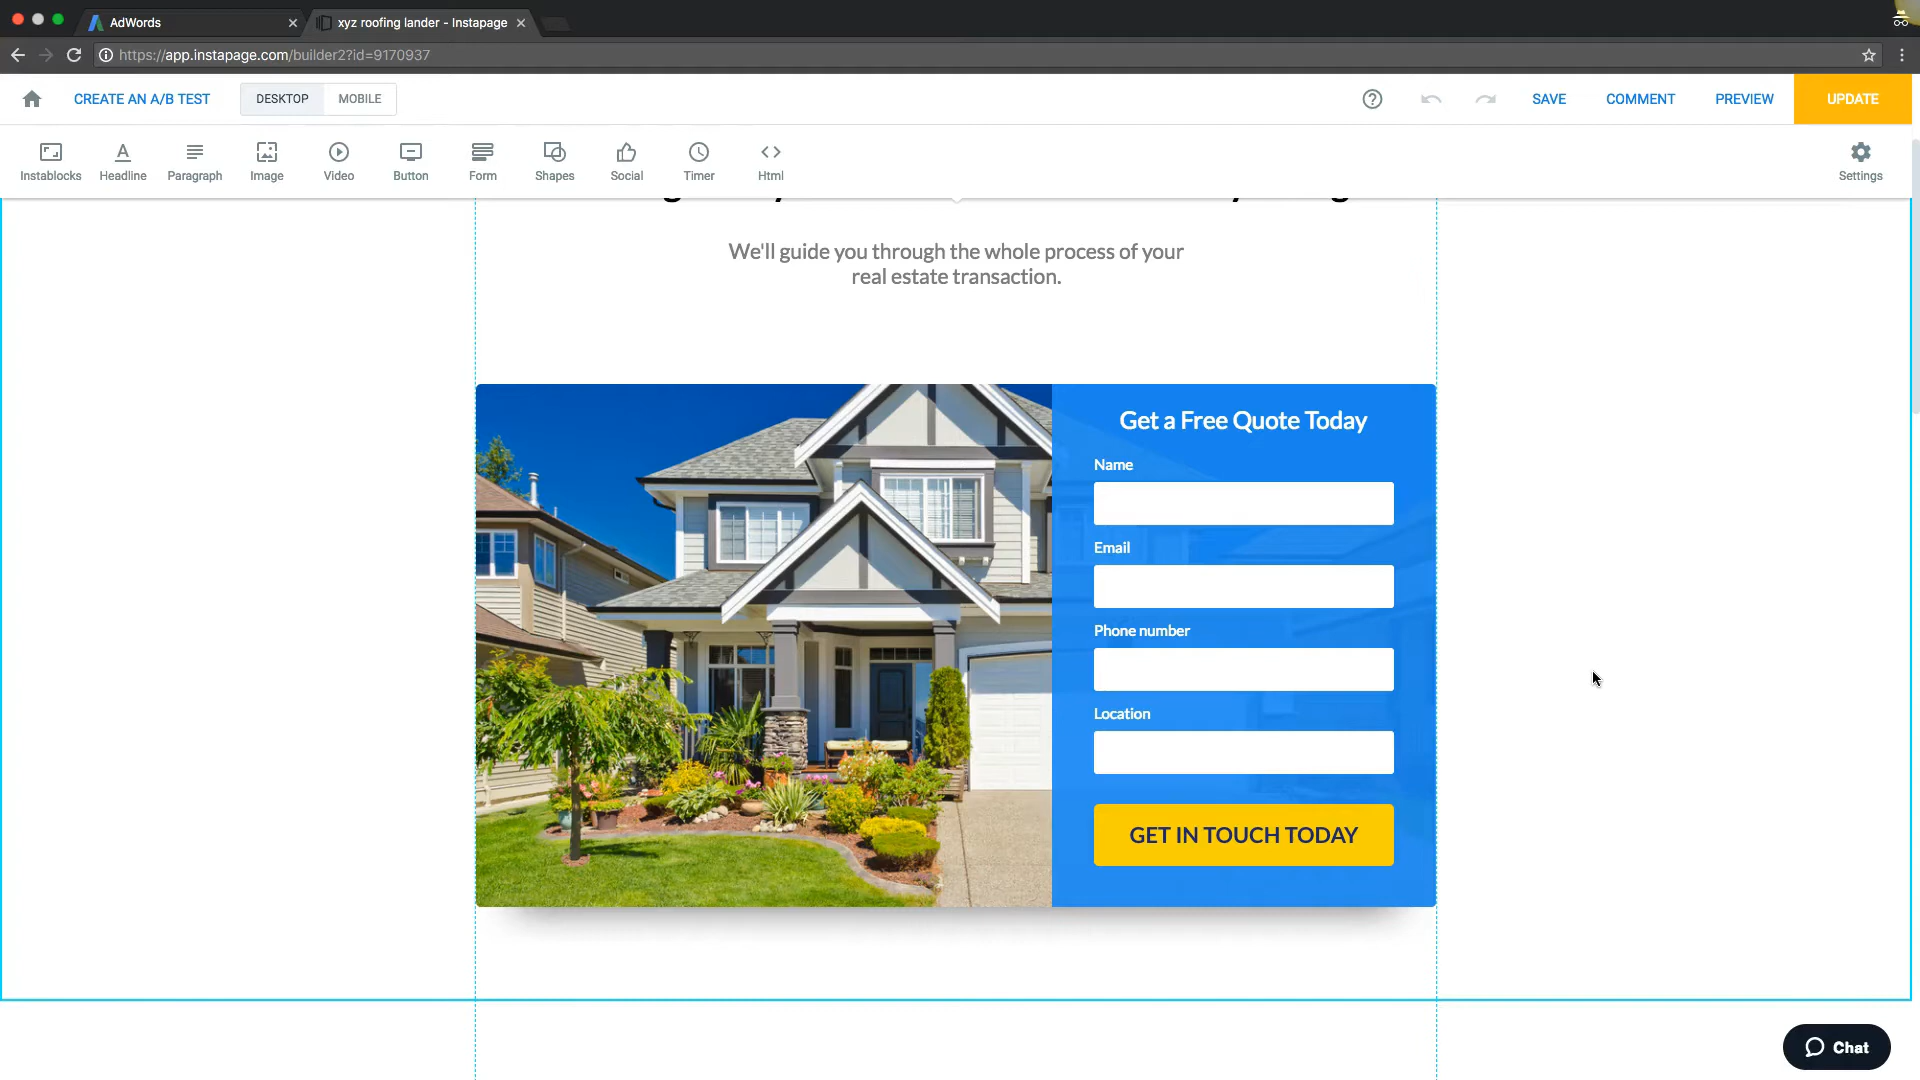 AdWords
xyz roofing lander - Instapage
https://app.instapage.com/builder2?id=9170937
CREATE AN A/B TEST
DESKTOP
MOBILE
SAVE
COMMENT
PREVIEW
UPDATE
Instablocks
Headline
Paragraph
Image
Video
Button
Form
Shapes
Social
Timer
Html
Settings
We'll guide you through the whole process of your
real estate transaction.
Get a Free Quote Today
Name
Email
Phone number
Location
GET IN TOUCH TODAY
Chat